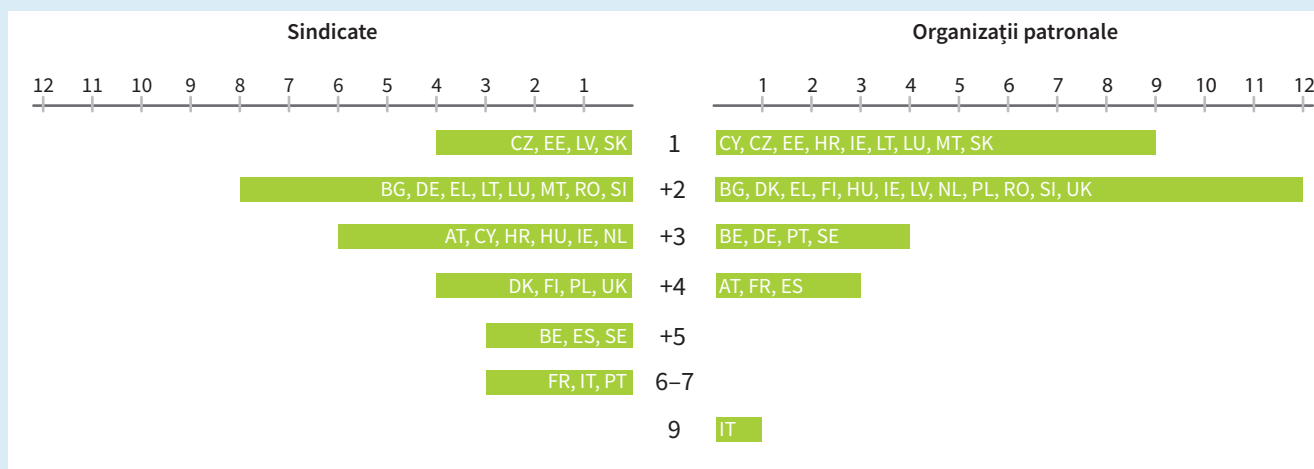 Sindicate
Organizații patronale
12 11 10 9 8 7 6 5 4 3 2 1
1 2 3 4 5 6 7 8 9 10 11 12
CZ, EE, LV, SK
1
CY, CZ, EE, HR, IE, LT, LU, MT, SK
BG, DE, EL, LT, LU, MT, RO, SI
+2
BG, DK, EL, FI, HU, IE, LV, NL, PL, RO, SI, UK
AT, CY, HR, HU, IE, NL
+3
BE, DE, PT, SE
DK, FI, PL, UK
+4
AT, FR, ES
BE, ES, SE
+5
FR, IT, PT
6–7
9
IT